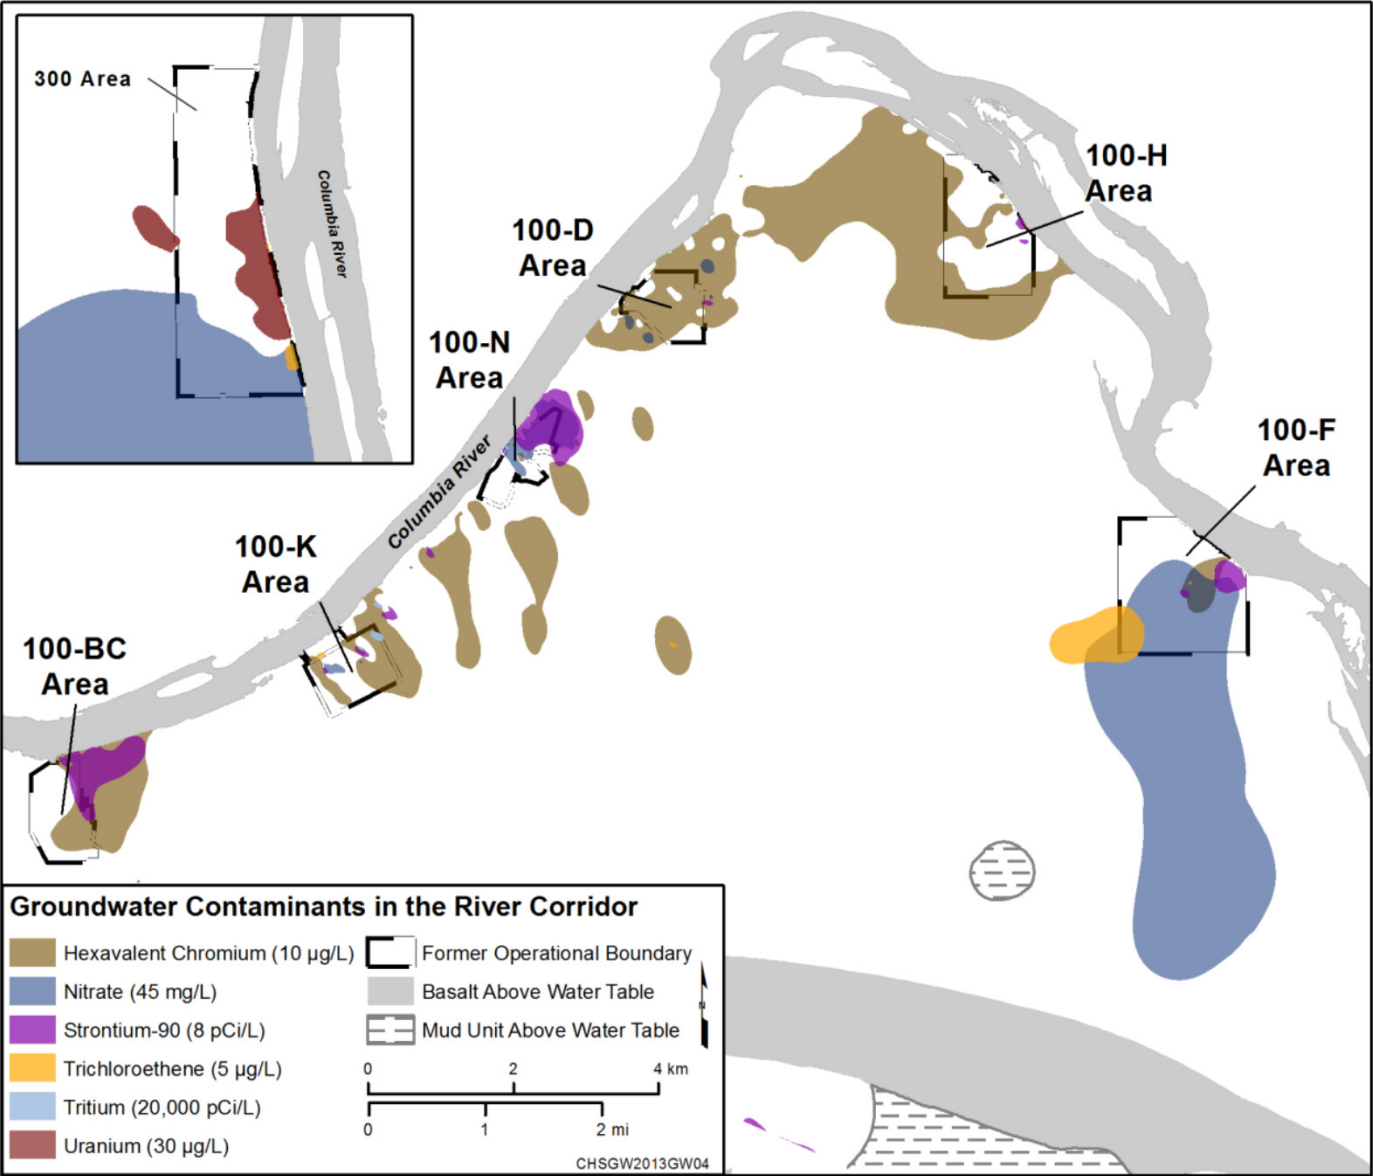 300 Area
Columbia River
100-H
Area
100-D
Area
100-N
Area
Columbia River
100-F
Area
100-K
Area
100-BC
Area
Groundwater Contaminants in the River Corridor
Hexavalent Chromium (10 µg/L)
Nitrate (45 mg/L)
Strontium-90 (8 pCi/L)
Trichloroethene (5 µg/L)
Tritium (20,000 pCi/L)
Uranium (30 µg/L)
Former Operational Boundary
Basalt Above Water Table
Mud Unit Above Water Table
N
0 2 4 km
0 1 2 mi
CHSGW2013GW04